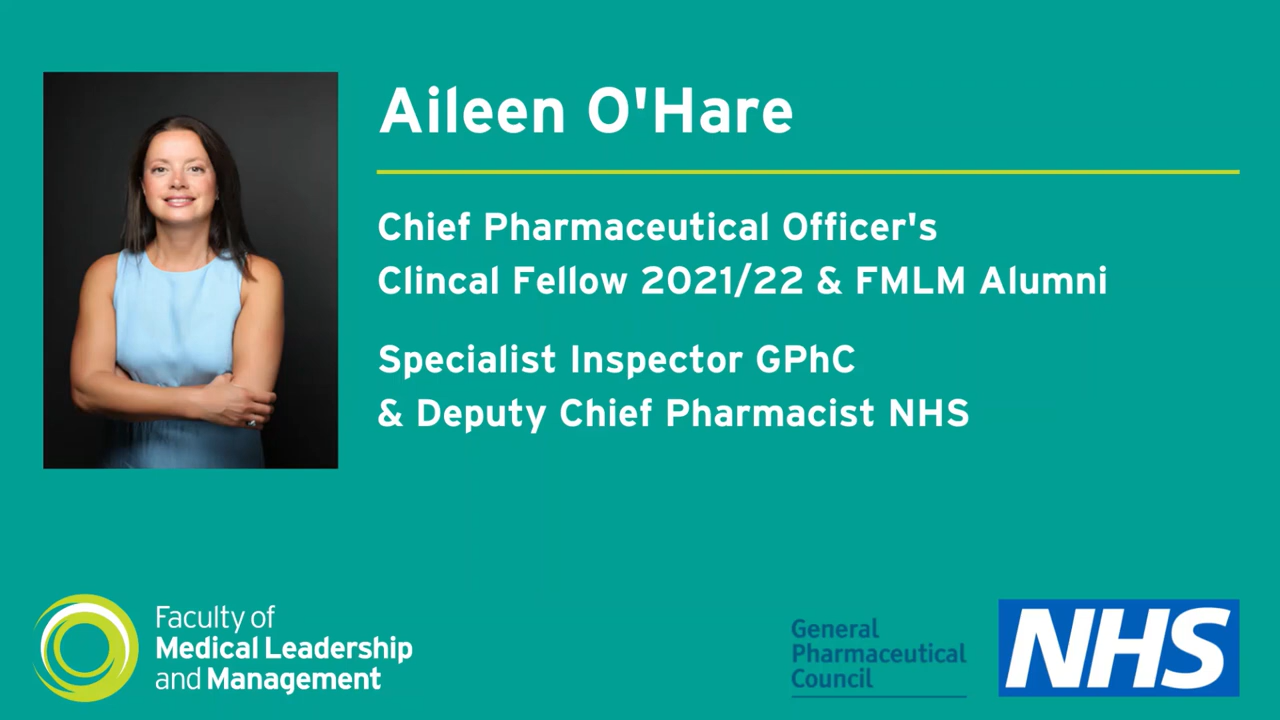 Aileen O'Hare
Chief Pharmaceutical Officer's
Clincal Fellow 2021/22 & FMLM Alumni
Specialist Inspector GPhC
& Deputy Chief Pharmacist NHS
Faculty of
Medical Leadership
and Management
General
Pharmaceutical
Council
NHS